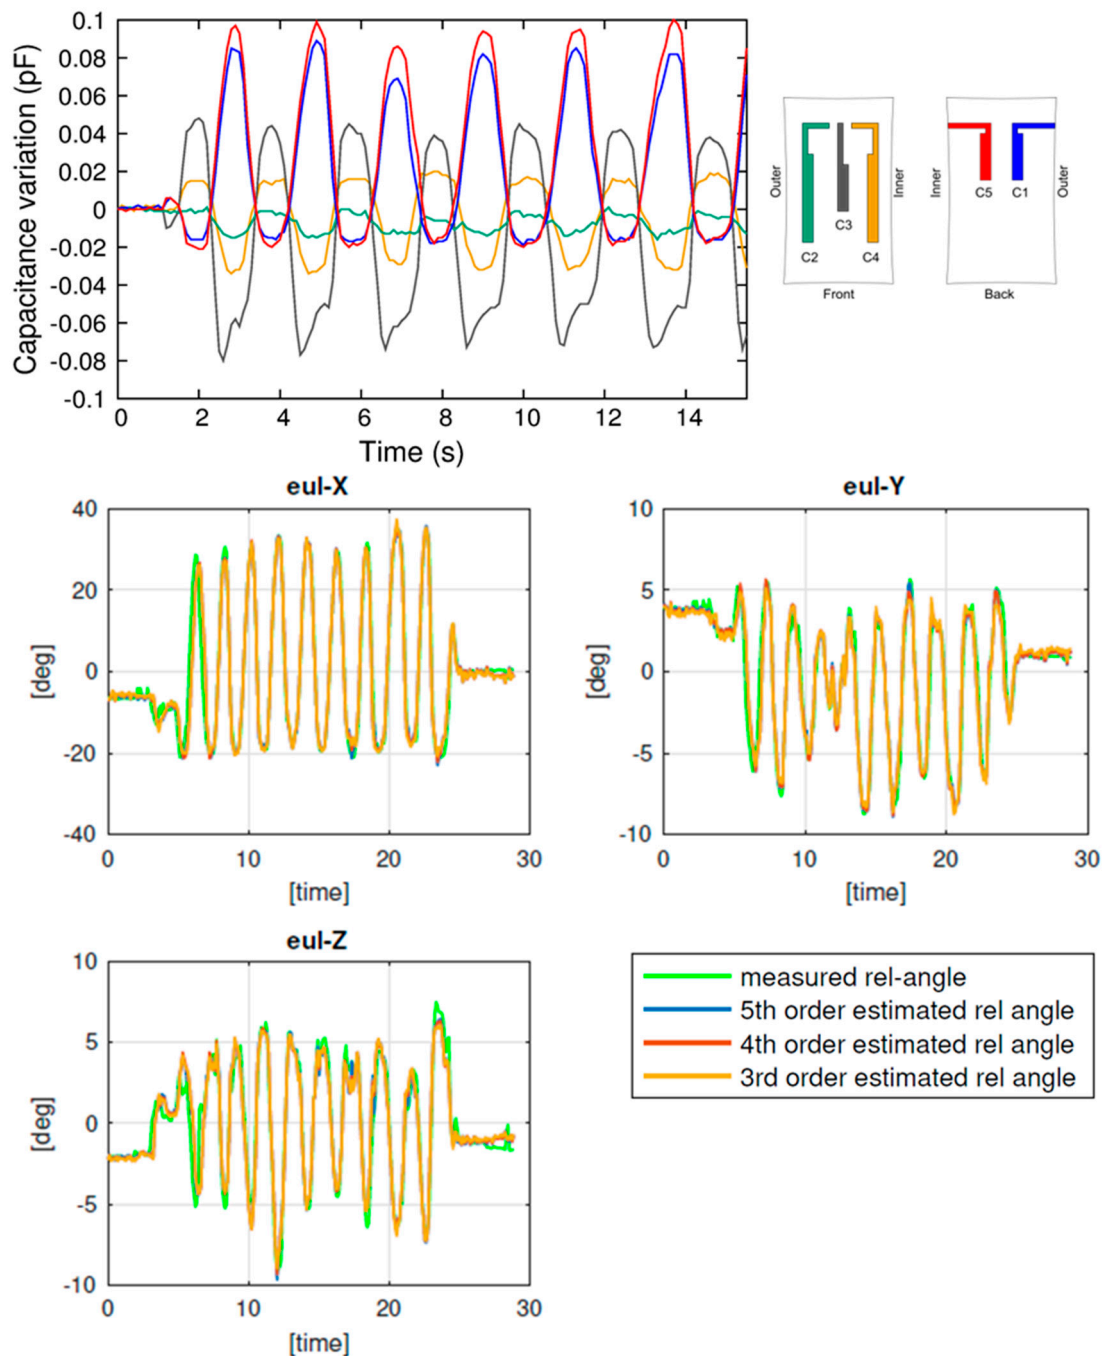 Capacitance variation (pF)
0.1
0.08
0.06
0.04
0.02
0
-0.02
-0.04
-0.06
-0.08
-0.1
0 2 4 6 8 10 12 14
Time (s)
Outer
Inner
C2
C3
C4
Front
Inner
Outer
C5
C1
Back
eul-X
[deg]
40
20
0
-20
-40
0 10 20 30
[time]
eul-Y
[deg]
10
5
0
-5
-10
0 10 20 30
[time]
eul-Z
[deg]
10
5
0
-5
-10
0 10 20 30
[time]
measured rel-angle
5th order estimated rel angle
4th order estimated rel angle
3rd order estimated rel angle